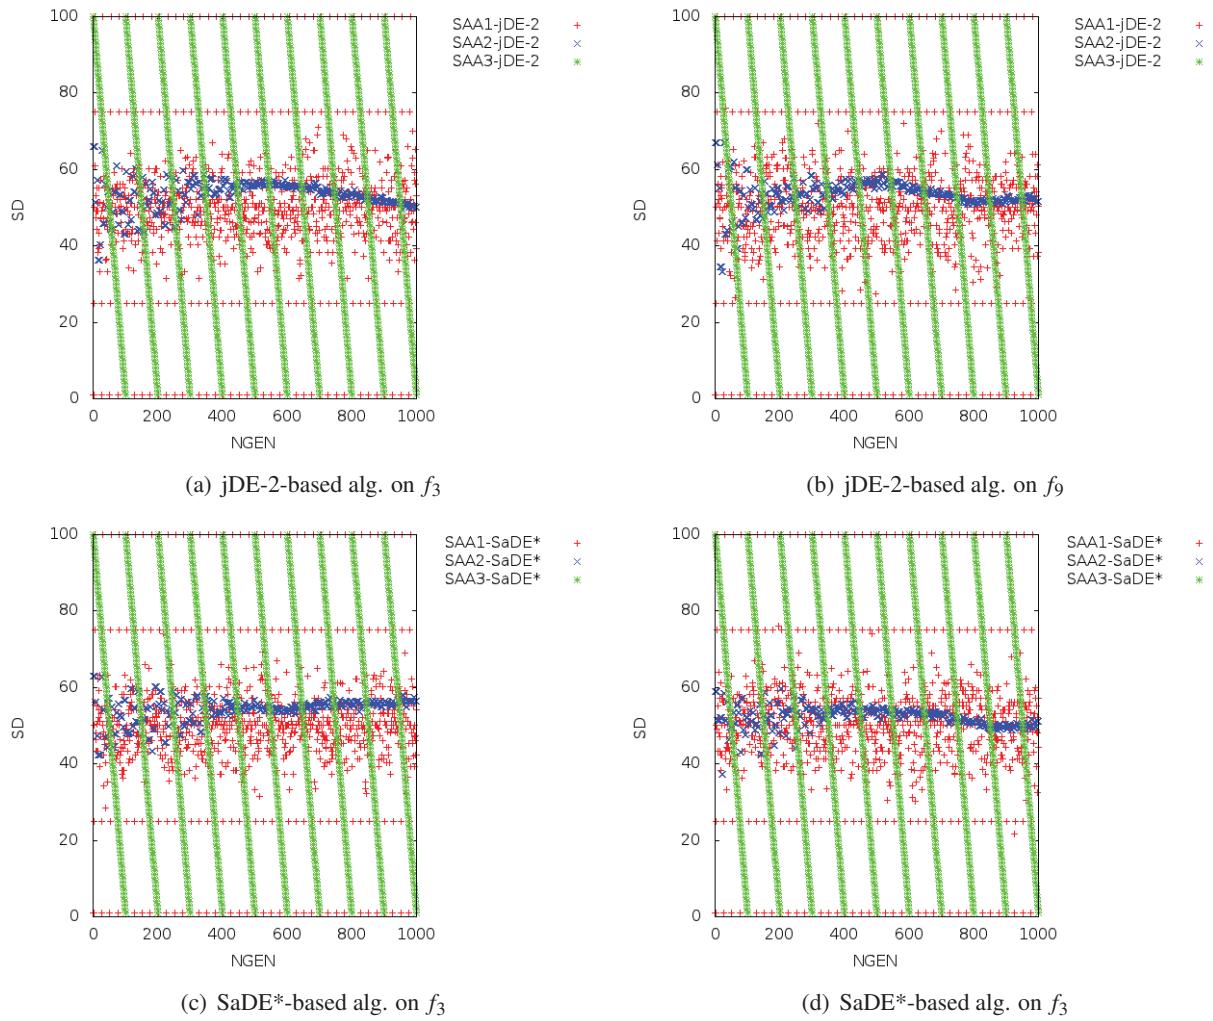 100
80
60
40
20
0
SD
0 200 400 600 800 1000
NGEN
SAA1-jDE-2
SAA2-jDE-2
SAA3-jDE-2
(a) jDE-2-based alg. on f3
100
80
60
40
20
0
SD
0 200 400 600 800 1000
NGEN
SAA1-jDE-2
SAA2-jDE-2
SAA3-jDE-2
(b) jDE-2-based alg. on f9
100
80
60
40
20
0
SD
0 200 400 600 800 1000
NGEN
SAA1-SaDE*
SAA2-SaDE*
SAA3-SaDE*
(c) SaDE*-based alg. on f3
100
80
60
40
20
0
SD
0 200 400 600 800 1000
NGEN
SAA1-SaDE*
SAA2-SaDE*
SAA3-SaDE*
(d) SaDE*-based alg. on f3